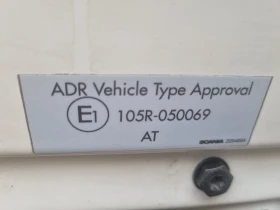 ADR Vehicle Type Approval
E1 105R-050069
AT
SCANIA